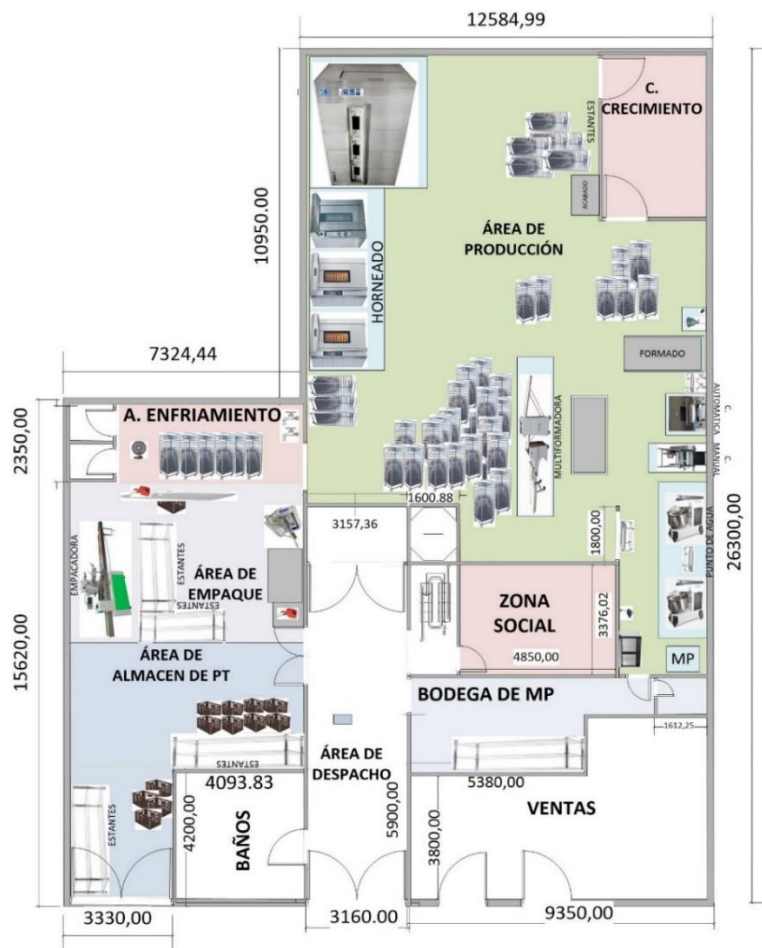 12584,99
C.
CRECIMIENTO
ESTANTES
ACABADO
10950.00
ÁREA DE
PRODUCCIÓN
HORNEADO
FORMADO
7324,44
C.
AUTOMATICA
C.
MANUAL
MULTIFORMADORA
2350,00
A. ENFRIAMIENTO
1600.88
3157,36
1800,00
PUNTO DE AGUA
26300,00
EMPACADORA
ESTANTES
ÁREA DE
EMPAQUE
ESTANTES
ZONA
SOCIAL
3376,02
4850,00
MP
15620,00
ÁREA DE
ALMACEN DE PT
BODEGA DE MP
1612,25
ESTANTES
4093.83
ÁREA DE
DESPACHO
5380,00
ESTANTES
4200,00
BAÑOS
5900,00
3800,00
VENTAS
3330,00
3160.00
9350,00